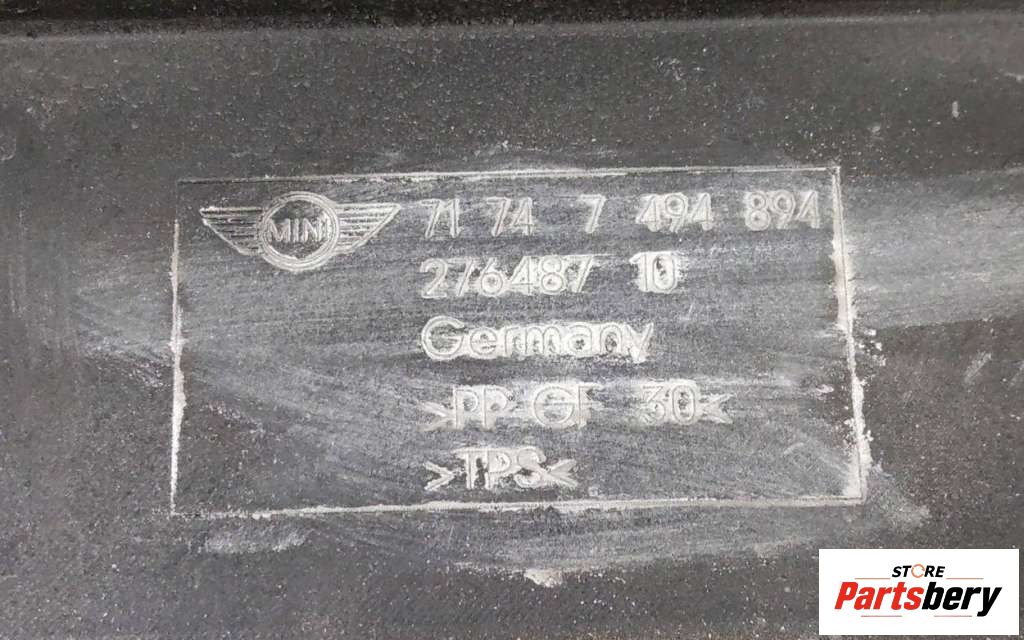 MINI 71 74 7 494 894
276487 10
Germany
>PP-GF 30<
>TPS<
STORE
Partsbery